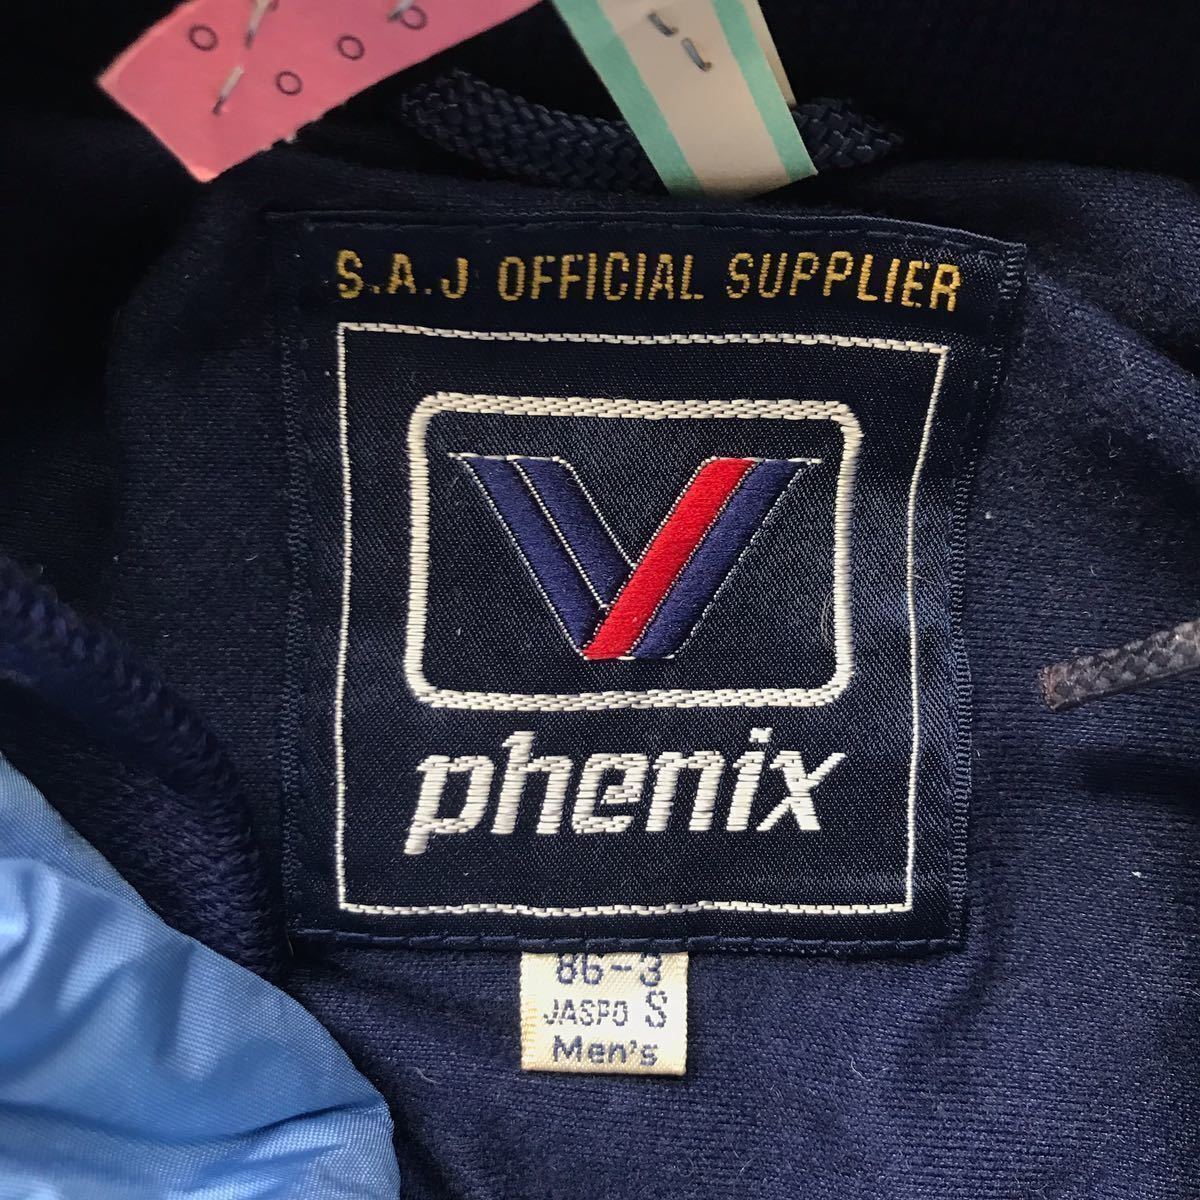 S.A.J OFFICIAL SUPPLIER
phenix
86-3
JASPO S
Men's